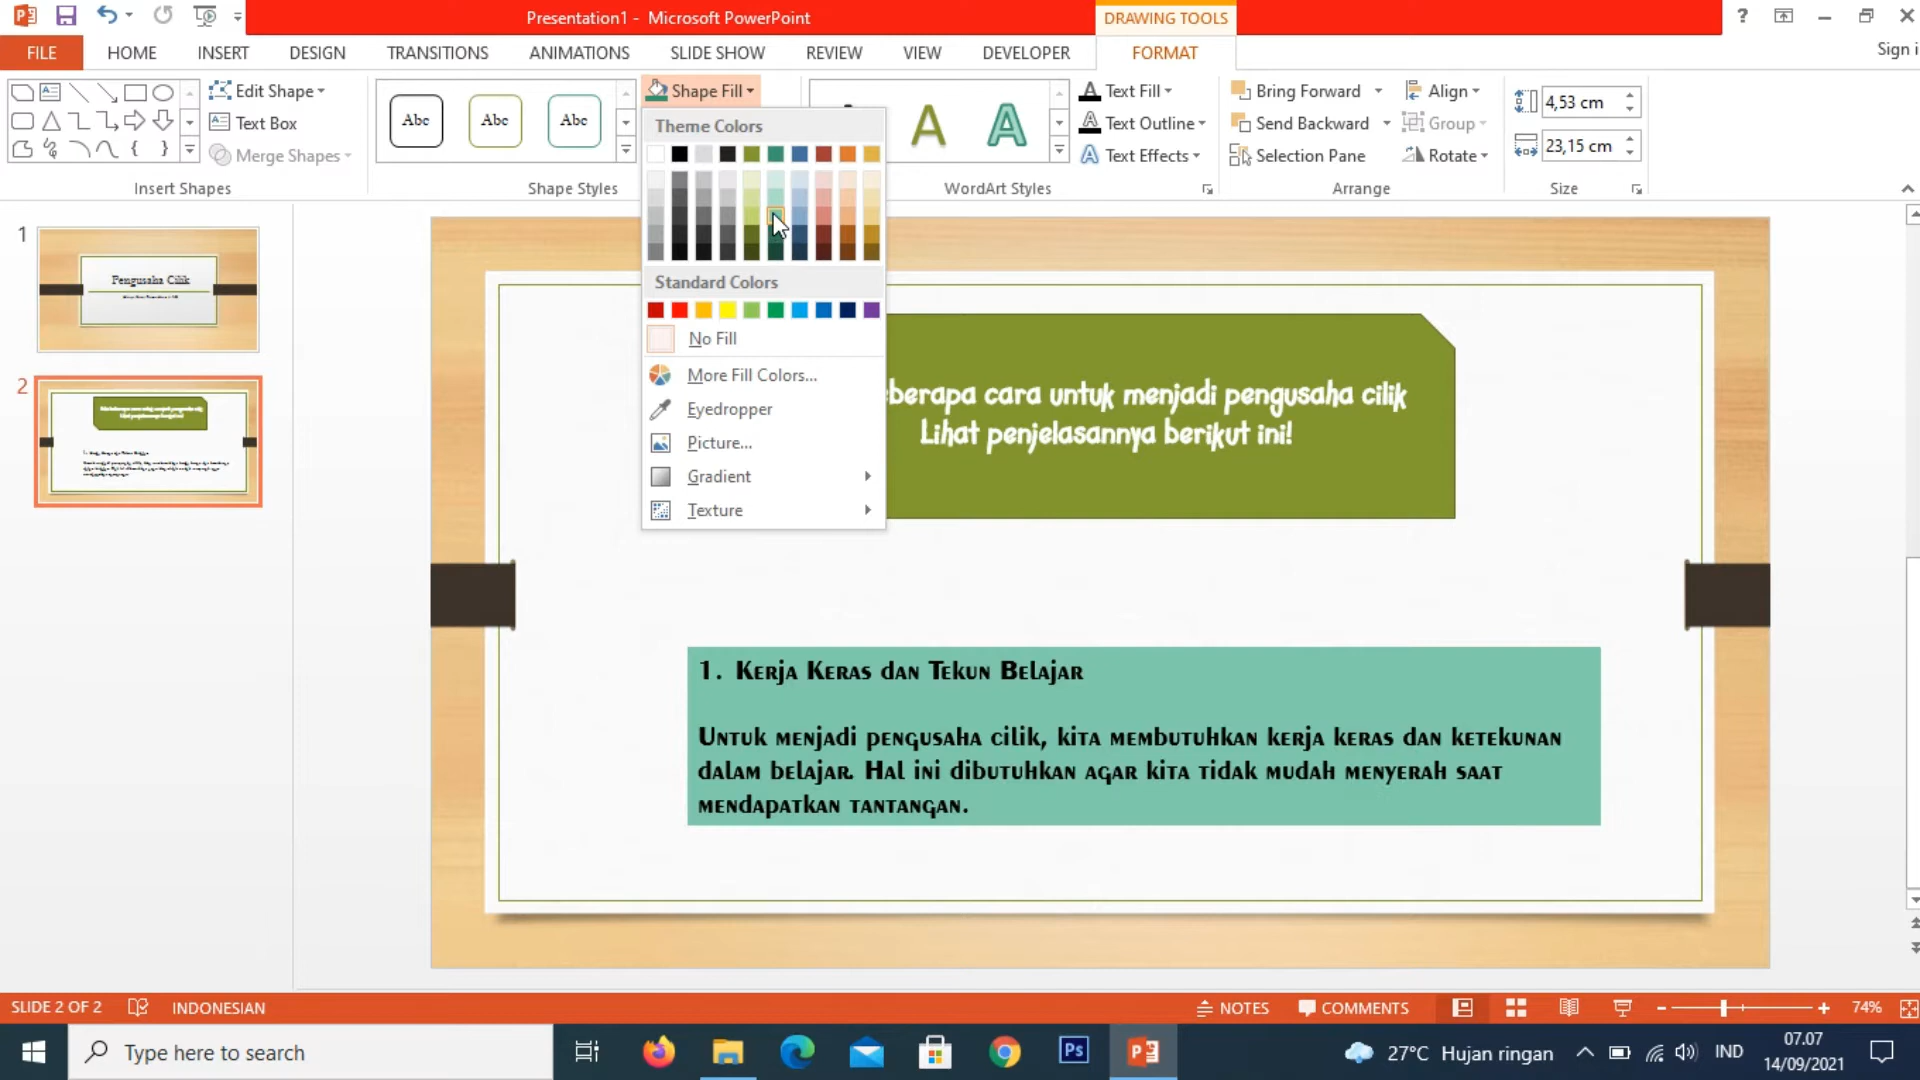 Presentation1 - Microsoft PowerPoint
DRAWING TOOLS
?
FILE
HOME
INSERT
DESIGN
TRANSITIONS
ANIMATIONS
SLIDE SHOW
REVIEW
VIEW
DEVELOPER
FORMAT
Sign i
Edit Shape
Text Box
Merge Shapes
Insert Shapes
Abc
Abc
Abc
Shape Styles
Shape Fill
Theme Colors
Standard Colors
No Fill
More Fill Colors...
Eyedropper
Picture...
Gradient
Texture
A
A
WordArt Styles
Text Fill
Text Outline
Text Effects
Bring Forward
Send Backward
Selection Pane
Align
Group
Rotate
Arrange
4,53 cm
23,15 cm
Size
1
Pengusaha Cilik
2
berapa cara untuk menjadi pengusaha cilik
Lihat penjelasannya berikut ini!
1. Kerja Keras dan Tekun Belajar
Untuk menjadi pengusaha cilik, kita membutuhkan kerja keras dan ketekunan
dalam belajar. Hal ini dibutuhkan agar kita tidak mudah menyerah saat
mendapatkan tantangan.
SLIDE 2 OF 2
INDONESIAN
NOTES
COMMENTS
74%
Type here to search
Ps
27°C Hujan ringan
IND
07.07
14/09/2021